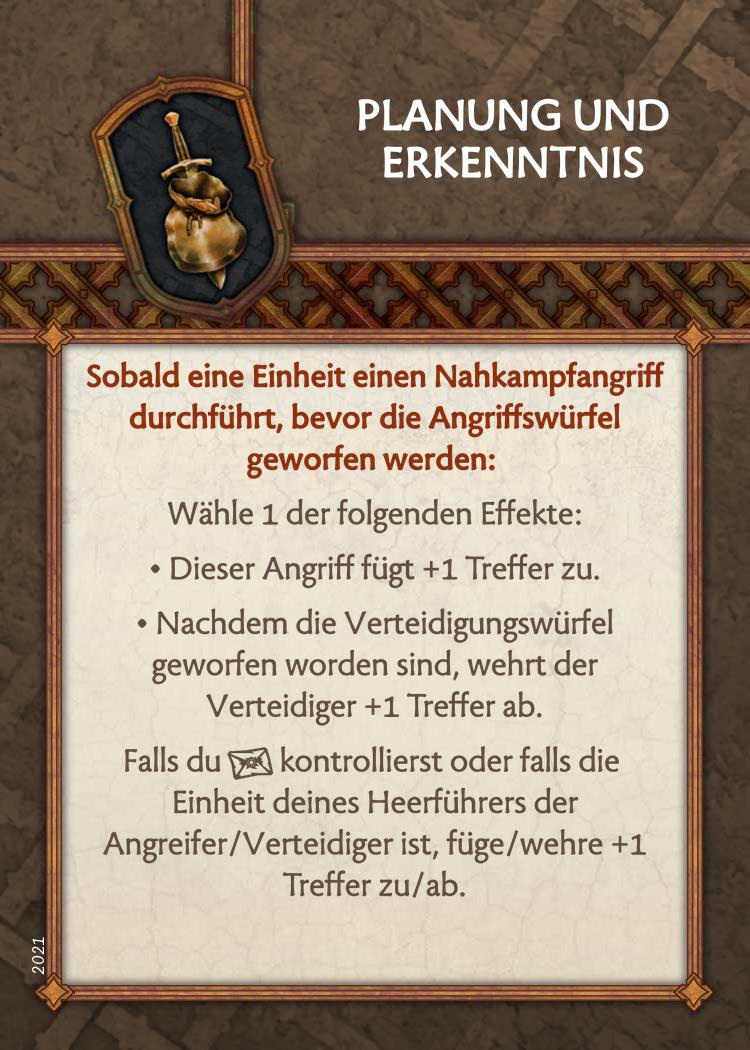 PLANUNG UND
ERKENNTNIS
Sobald eine Einheit einen Nahkampfangriff
durchführt, bevor die Angriffswürfel
geworfen werden:
Wähle 1 der folgenden Effekte:
• Dieser Angriff fügt +1 Treffer zu.
• Nachdem die Verteidigungswürfel
geworfen worden sind, wehrt der
Verteidiger +1 Treffer ab.
Falls du kontrollierst oder falls die
Einheit deines Heerführers der
Angreifer/Verteidiger ist, füge/wehre +1
Treffer zu/ab.
2021